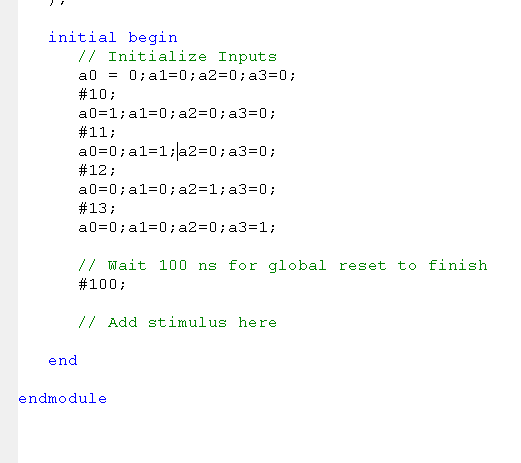 );
initial begin
// Initialize Inputs
a0 = 0;a1=0;a2=0;a3=0;
#10;
a0=1;a1=0;a2=0;a3=0;
#11;
a0=0;a1=1;a2=0;a3=0;
#12;
a0=0;a1=0;a2=1;a3=0;
#13;
a0=0;a1=0;a2=0;a3=1;
// Wait 100 ns for global reset to finish
#100;
// Add stimulus here
end
endmodule